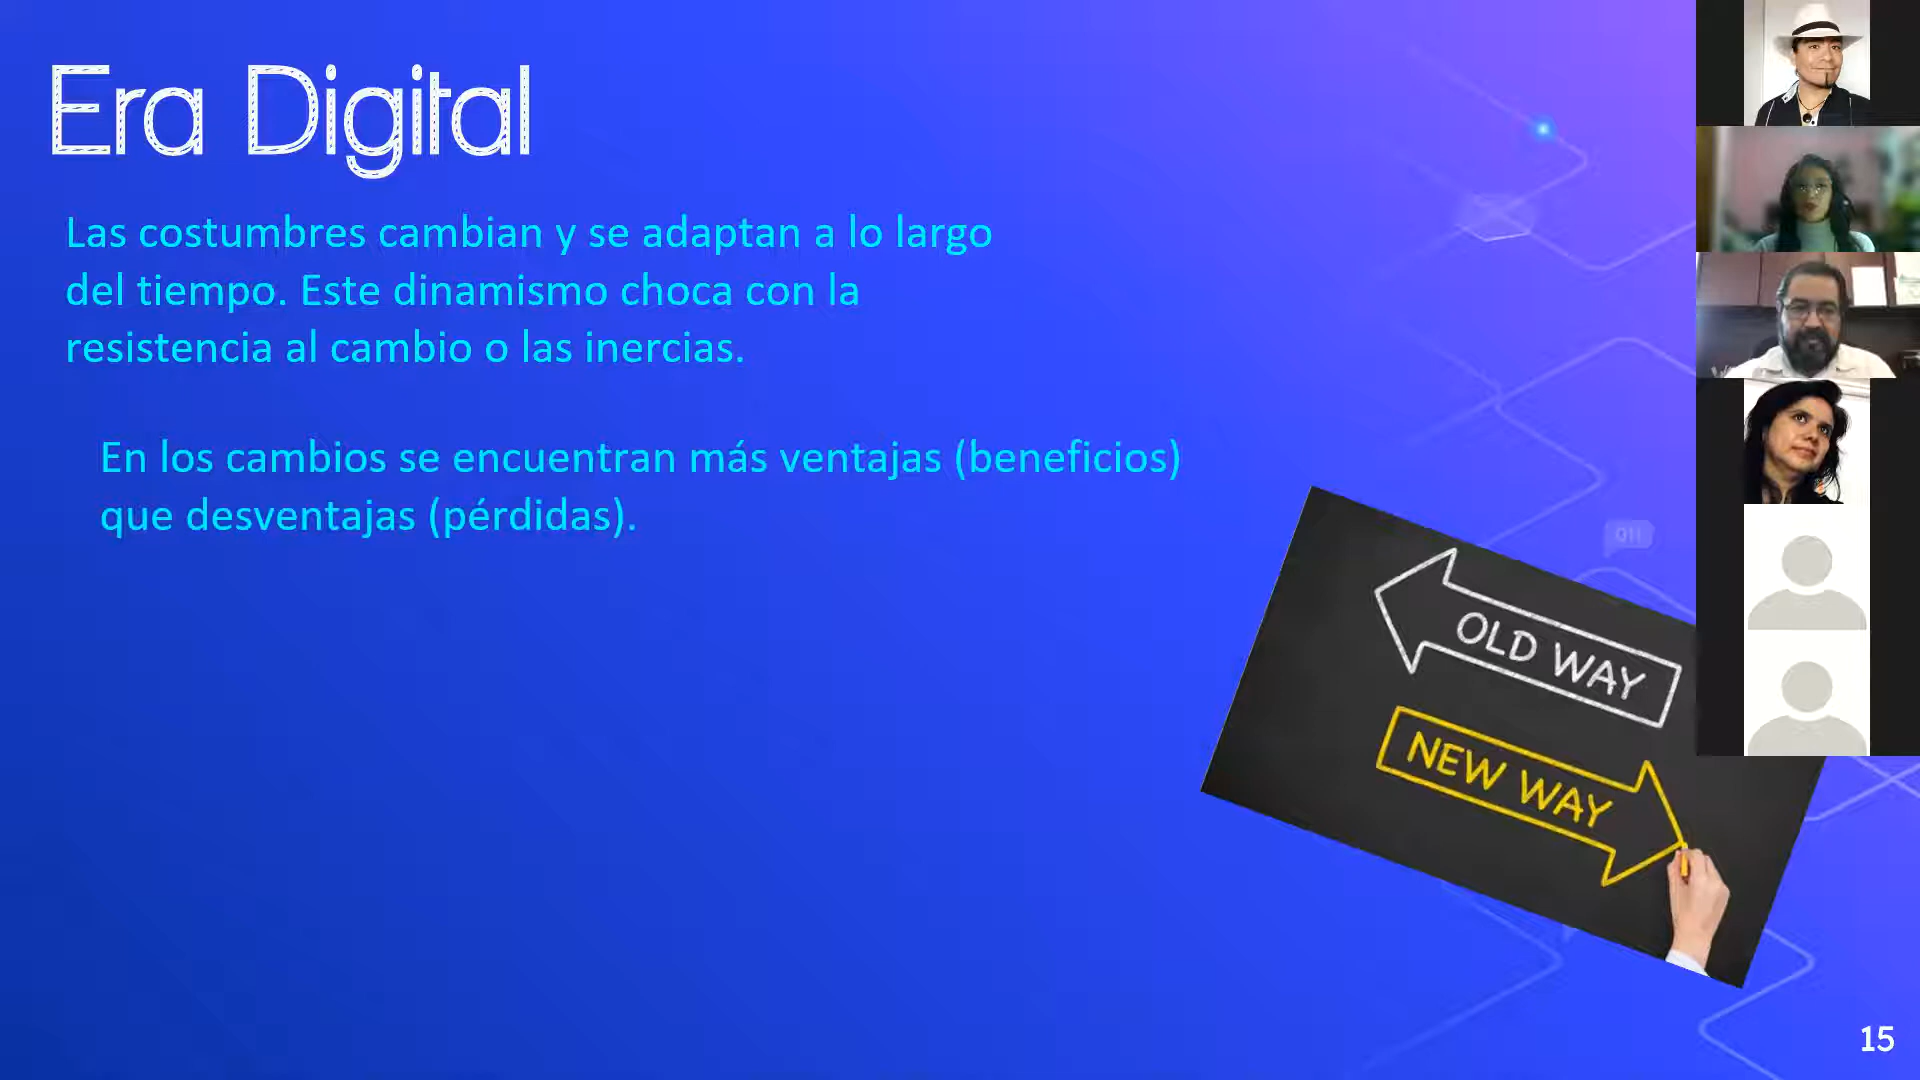 Era Digital
Las costumbres cambian y se adaptan a lo largo
del tiempo. Este dinamismo choca con la
resistencia al cambio o las inercias.
En los cambios se encuentran más ventajas (beneficios)
que desventajas (pérdidas).
OLD WAY
NEW WAY
15